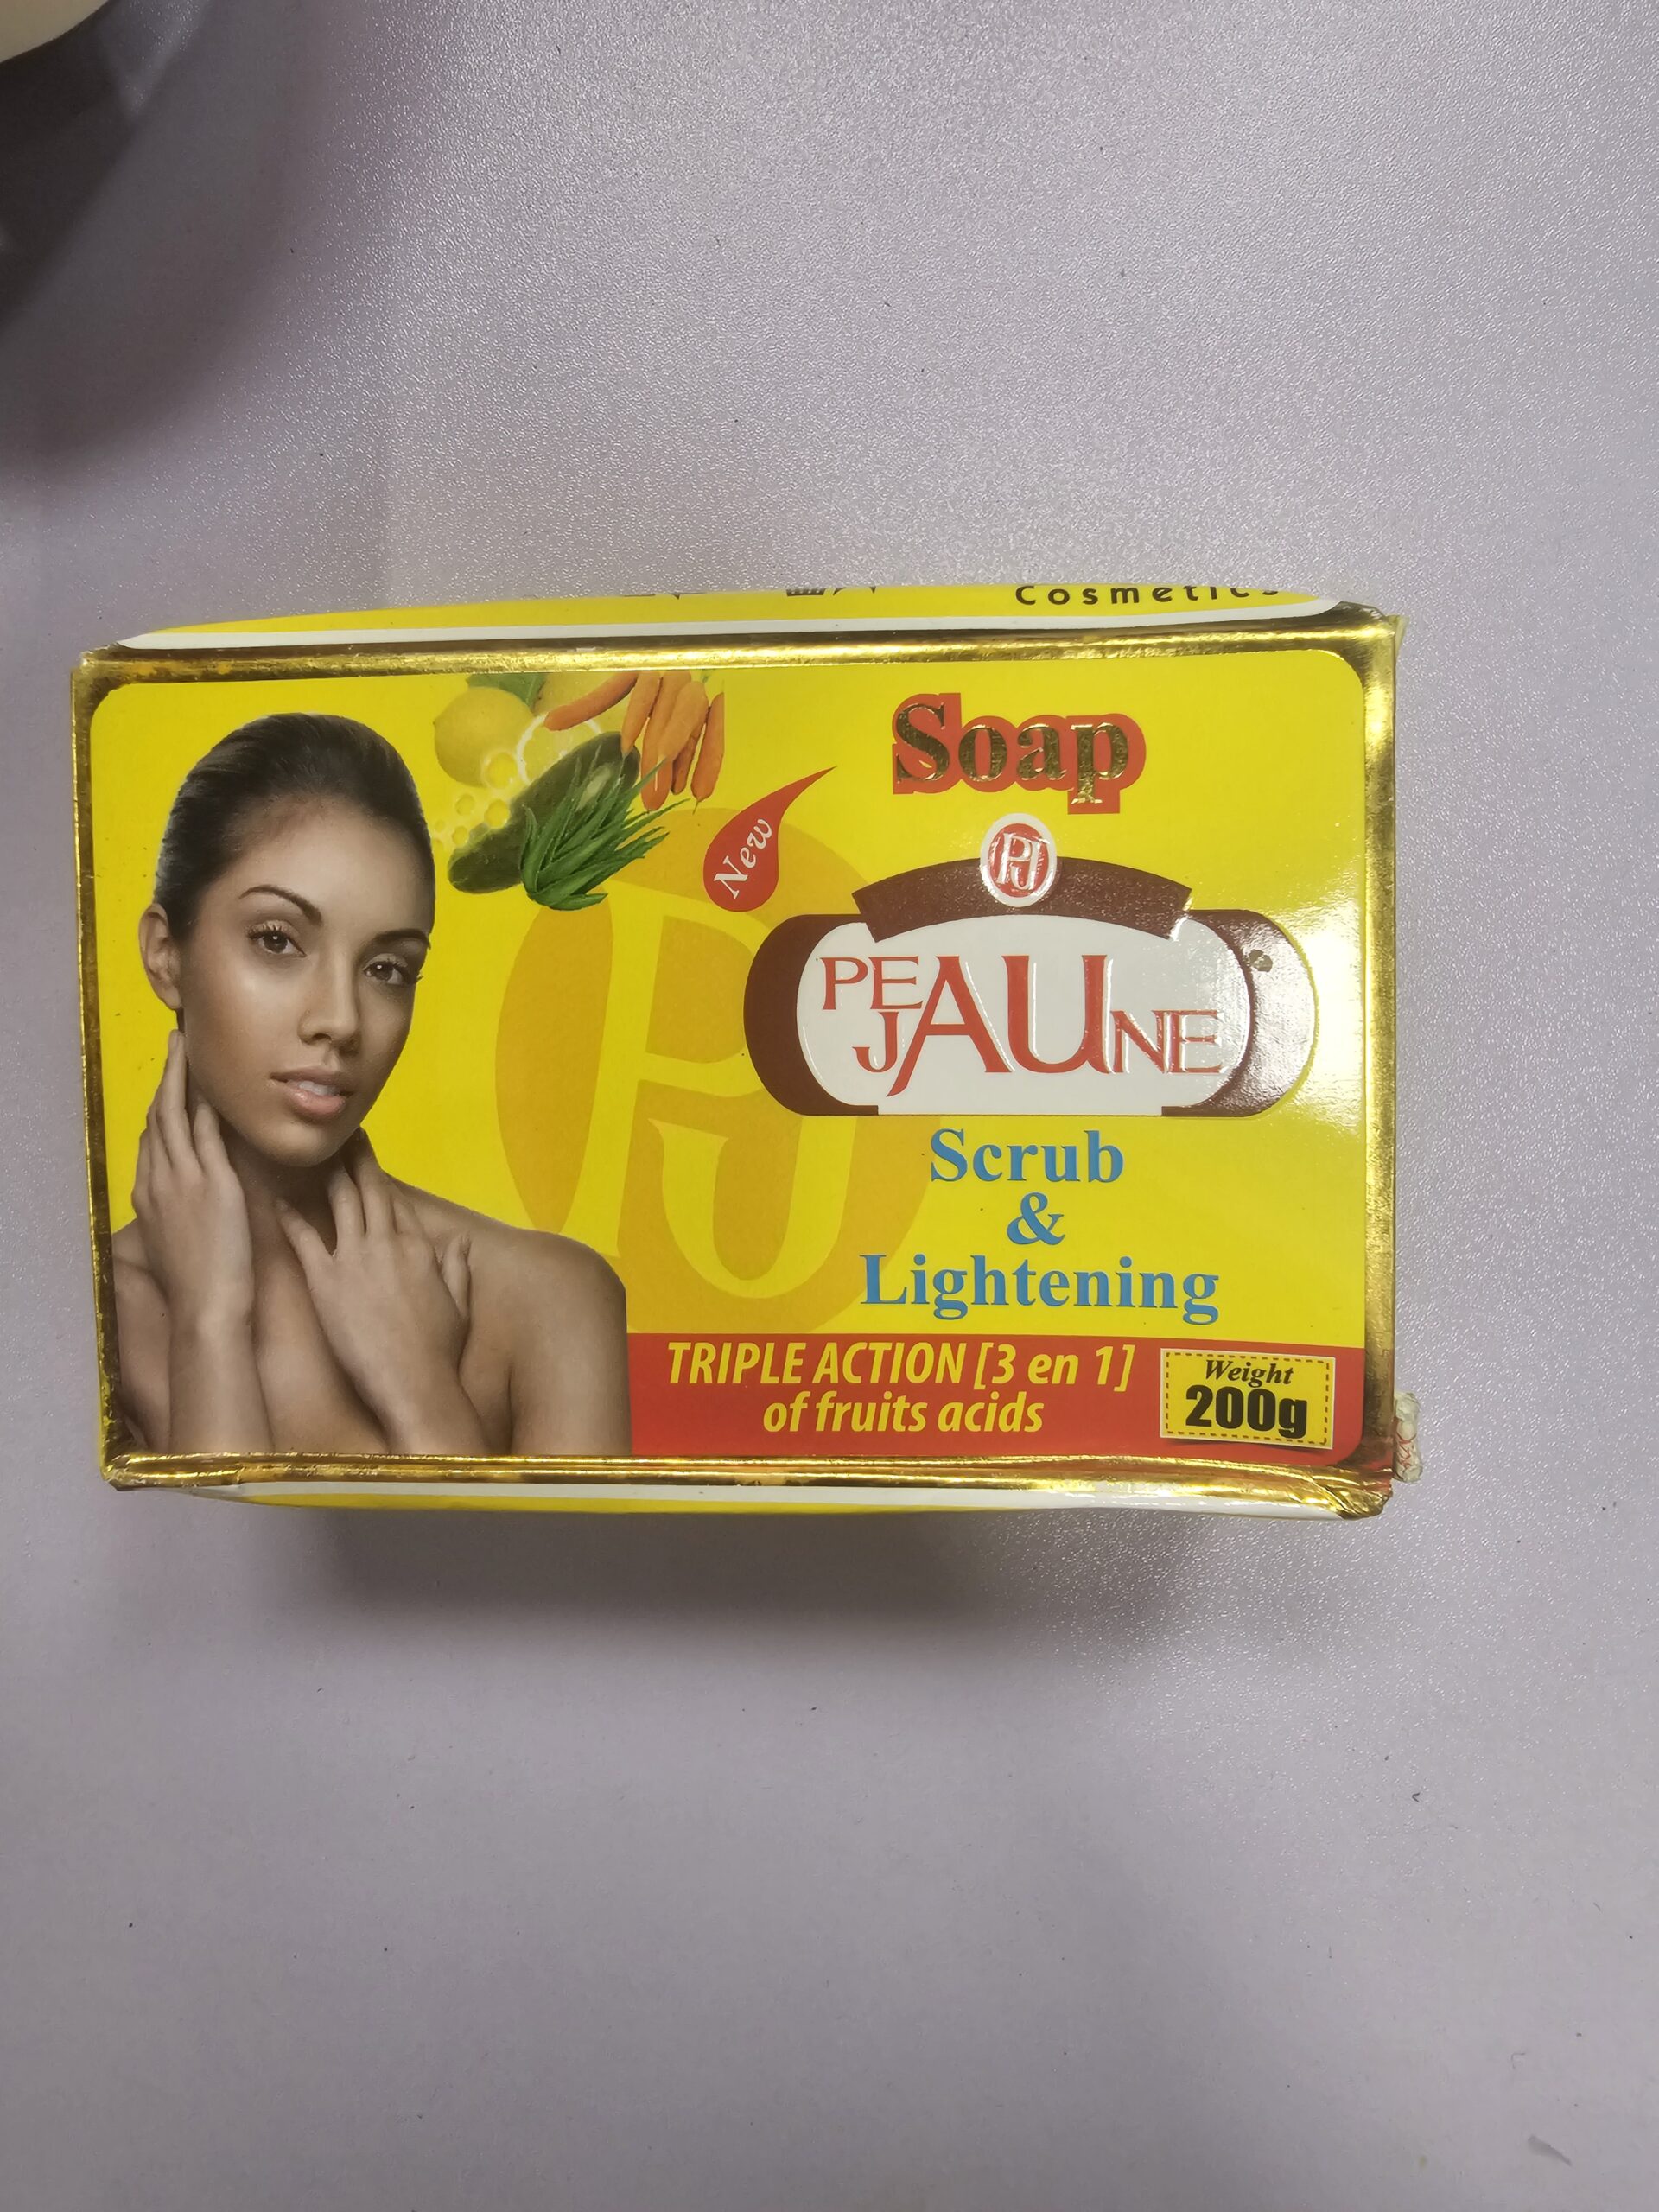 Cosmetics
Soap
New
PJ
PEAU
JAUNE
Scrub
&
Lightening
TRIPLE ACTION [3 en 1]
of fruits acids
Weight
200g